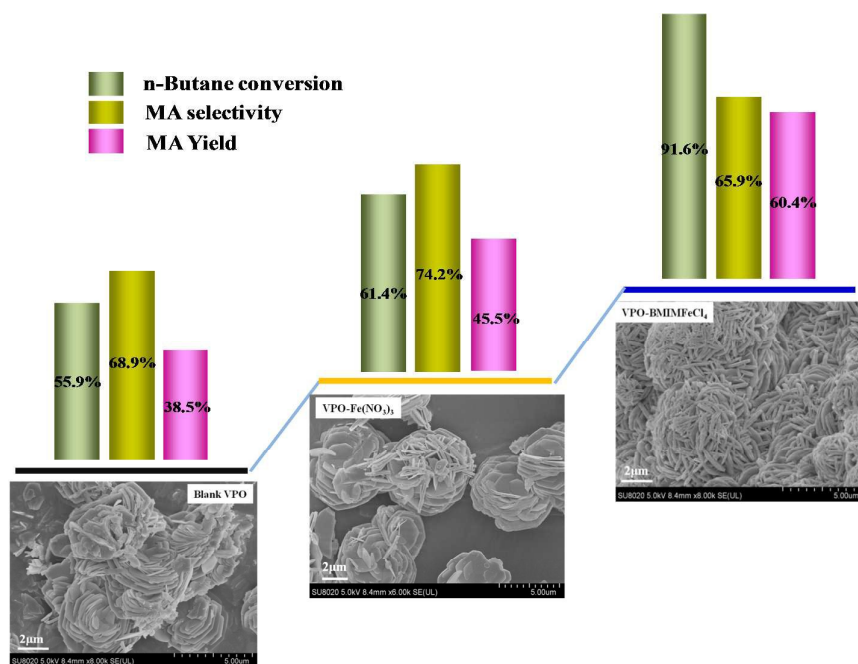 n-Butane conversion
MA selectivity
MA Yield
91.6%
65.9%
60.4%
61.4%
74.2%
45.5%
55.9%
68.9%
38.5%
VPO-BMIMFeCl₄
2μm
SU8020 5.0kV 8.4mm x8.00k SE(UL) 5.00um
VPO-Fe(NO₃)₃
2μm
SU8020 5.0kV 8.4mm x6.00k SE(UL) 5.00um
Blank VPO
2μm
SU8020 5.0kV 8.4mm x8.00k SE(UL) 5.00um